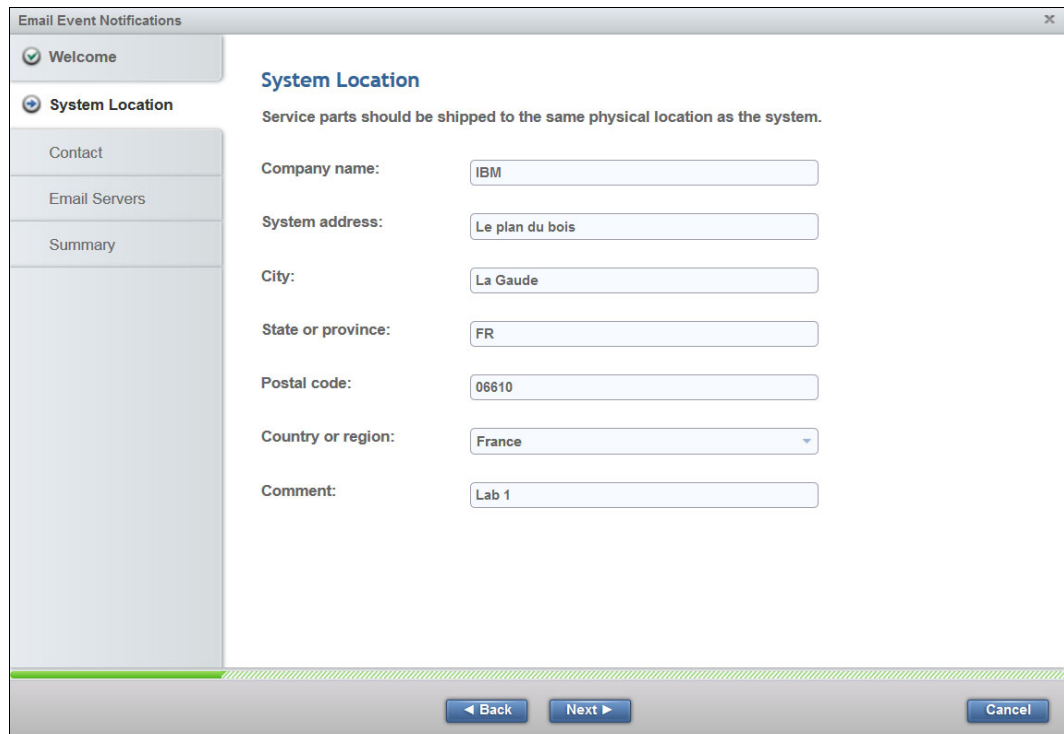 Email Event Notifications
x
Welcome
System Location
Contact
Email Servers
Summary
System Location
Service parts should be shipped to the same physical location as the system.
Company name: IBM
System address: Le plan du bois
City: La Gaude
State or province: FR
Postal code: 06610
Country or region: France
Comment: Lab 1
◄ Back Next ► Cancel